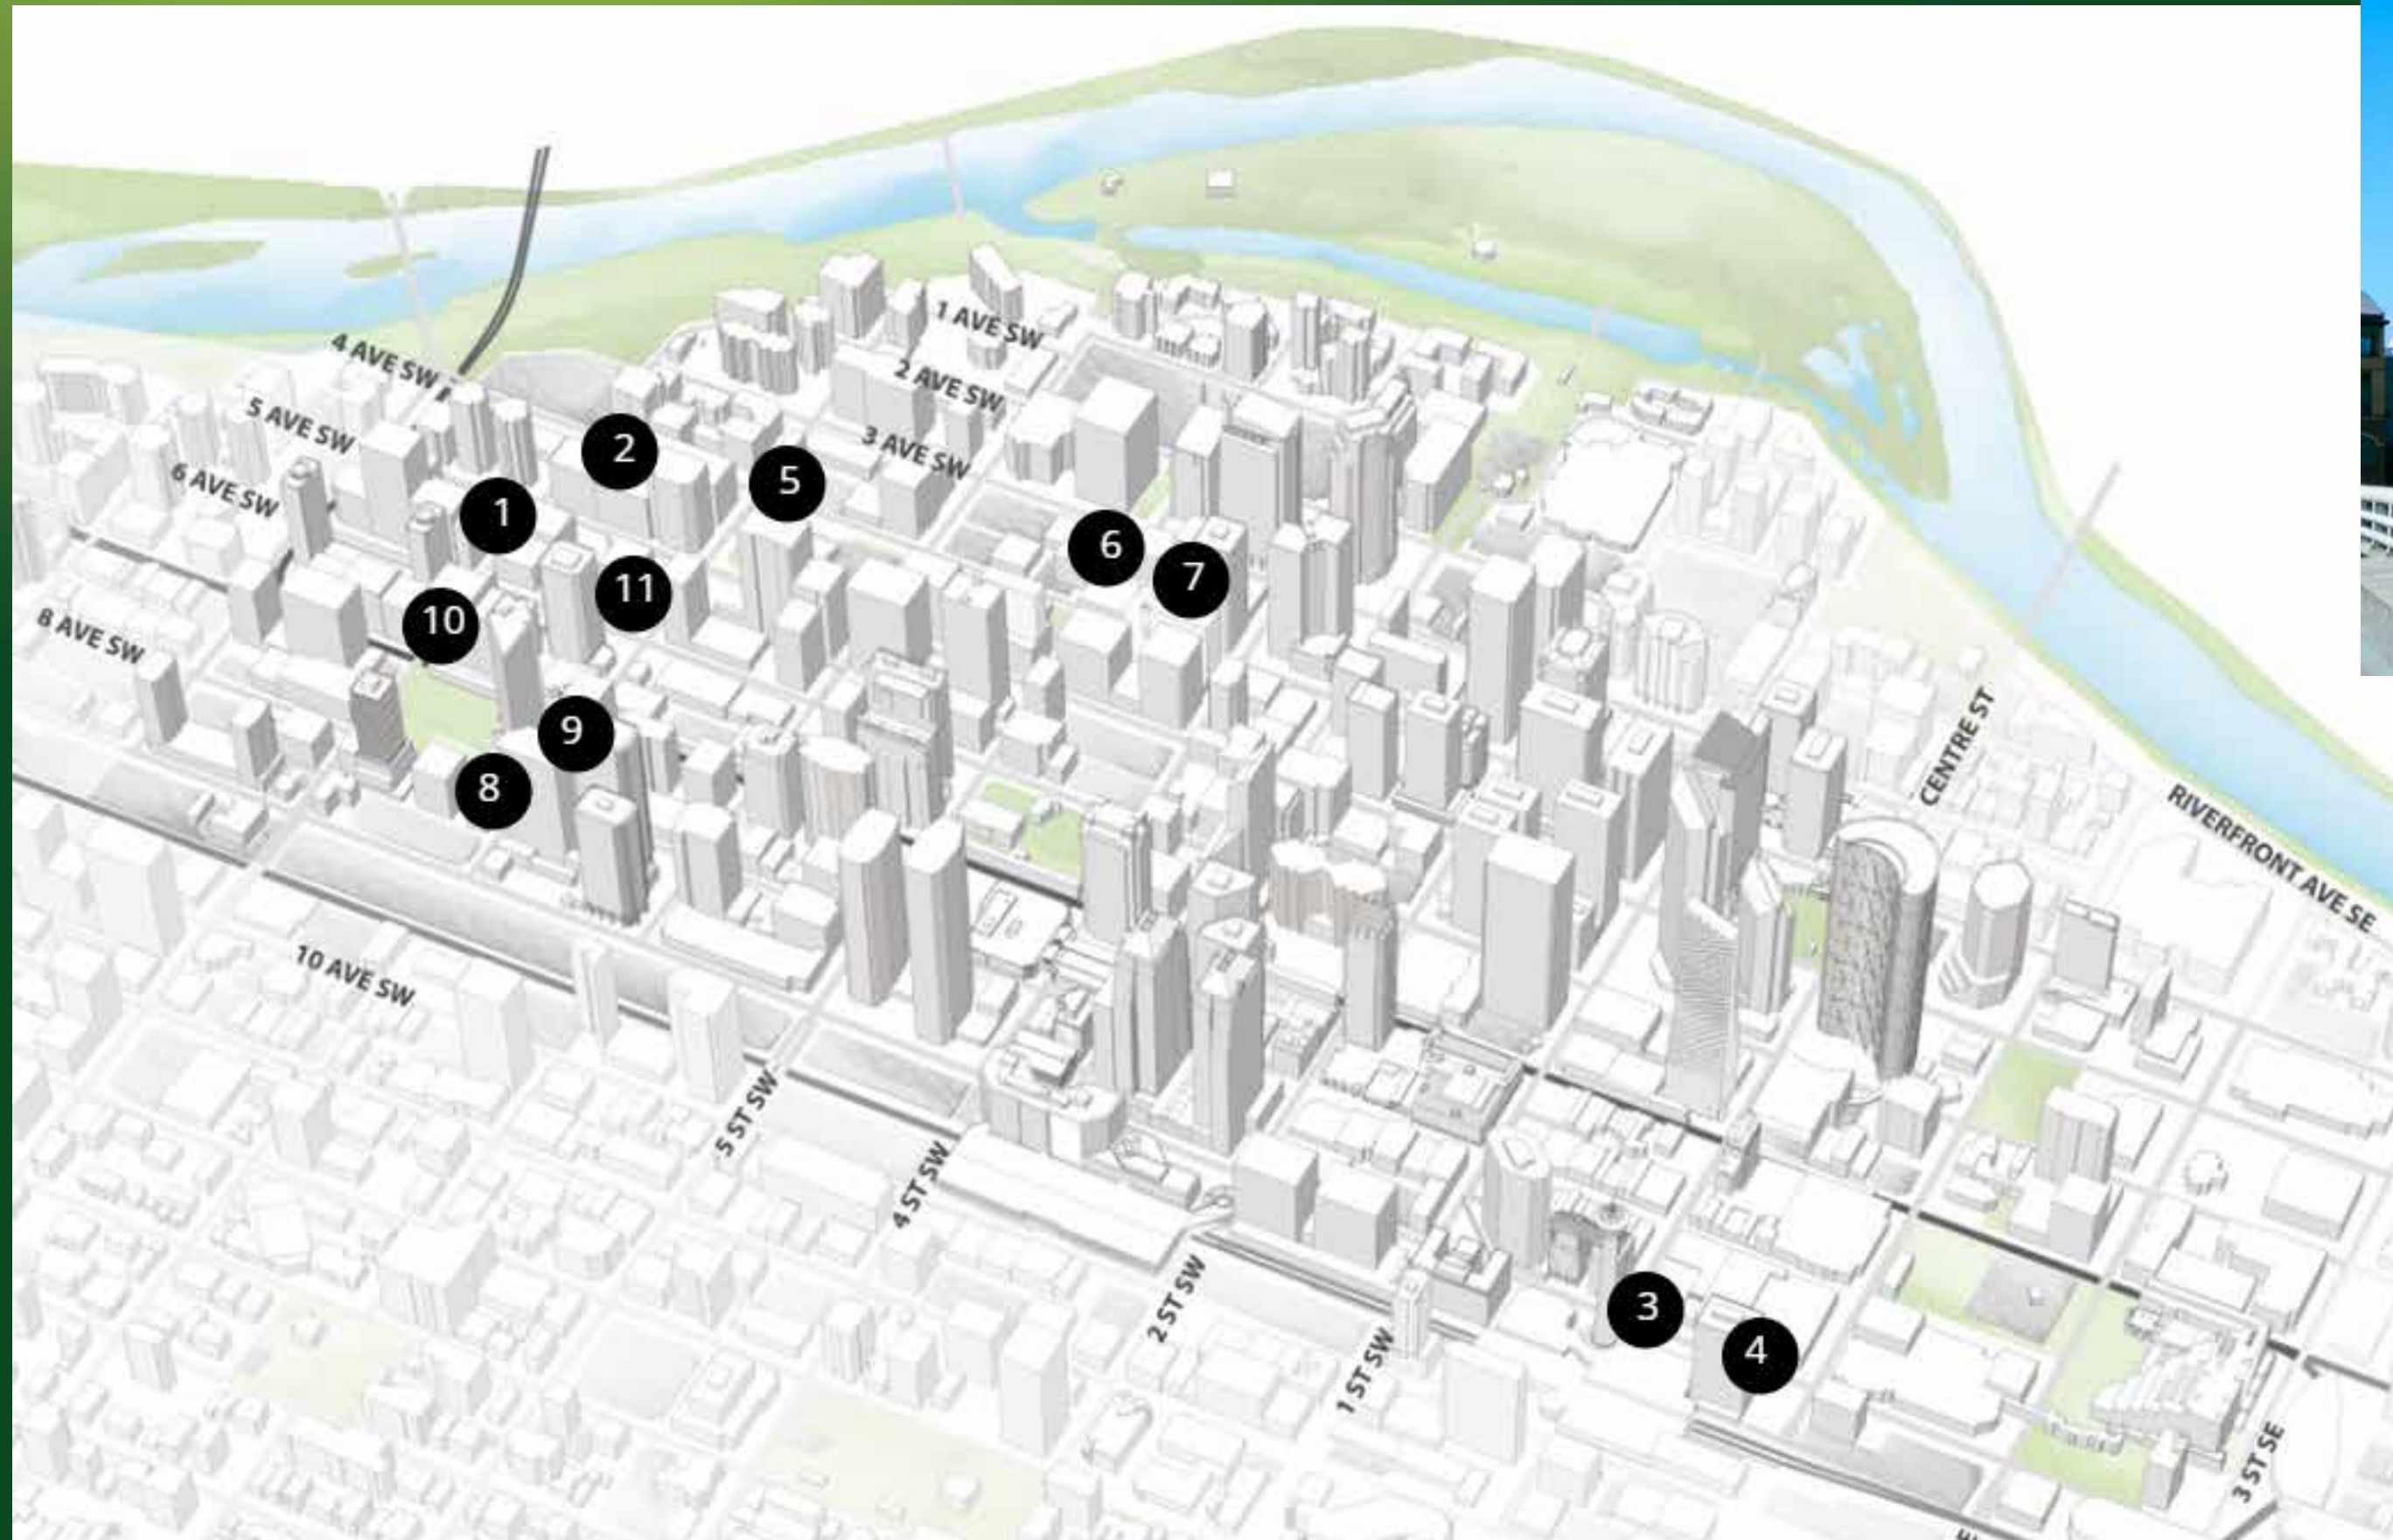 1 AVE SW
4 AVE SW
2 AVE SW
5 AVE SW
3 AVE SW
6 AVE SW
2
5
1
6
7
11
10
8 AVE SW
9
8
CENTRE ST
RIVERFRONT AVE SE
10 AVE SW
5 ST SW
4 ST SW
2 ST SW
1 ST SW
3
4
3 ST SE